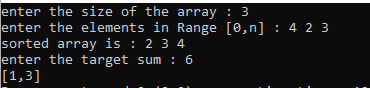 enter the size of the array : 3
enter the elements in Range [0,n] : 4 2 3
sorted array is : 2 3 4
enter the target sum : 6
[1,3]